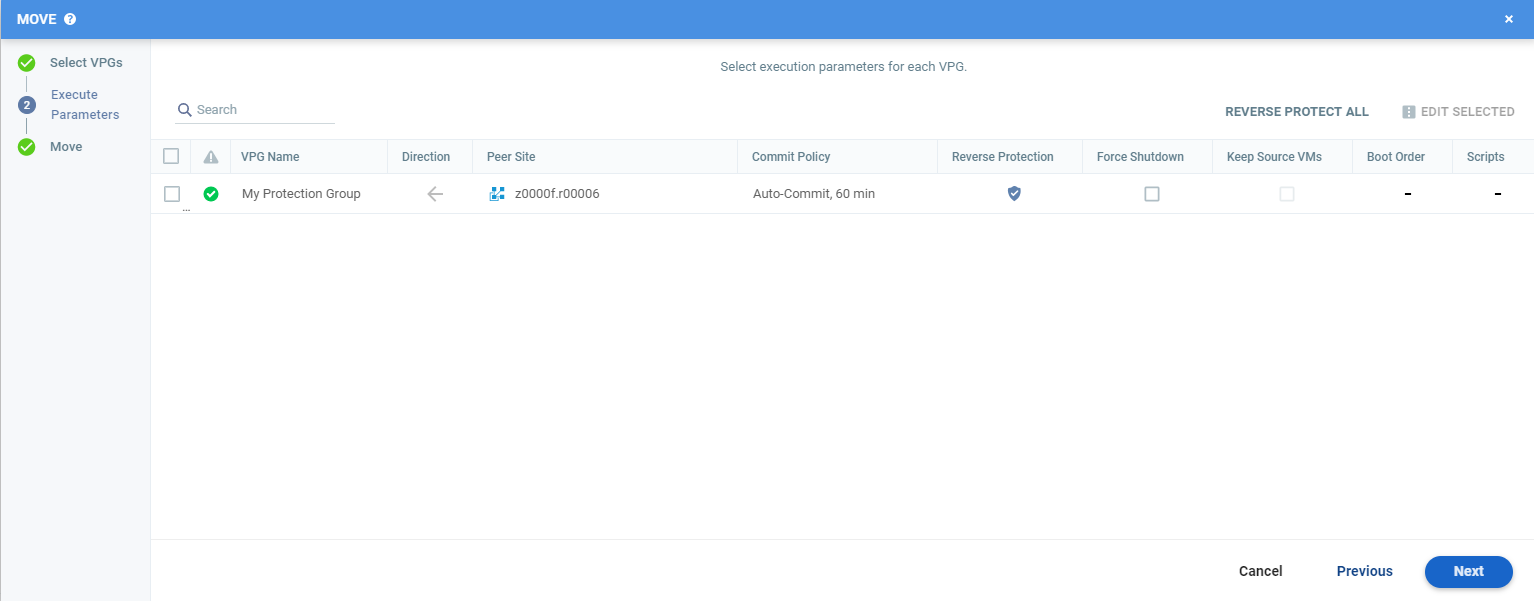 MOVE ?
Select VPGs
2 Execute
Parameters
Move
Select execution parameters for each VPG.
Search
REVERSE PROTECT ALL EDIT SELECTED
VPG Name Direction Peer Site Commit Policy Reverse Protection Force Shutdown Keep Source VMs Boot Order Scripts
My Protection Group z0000f.r00006 Auto-Commit, 60 min - -
...
Cancel Previous Next